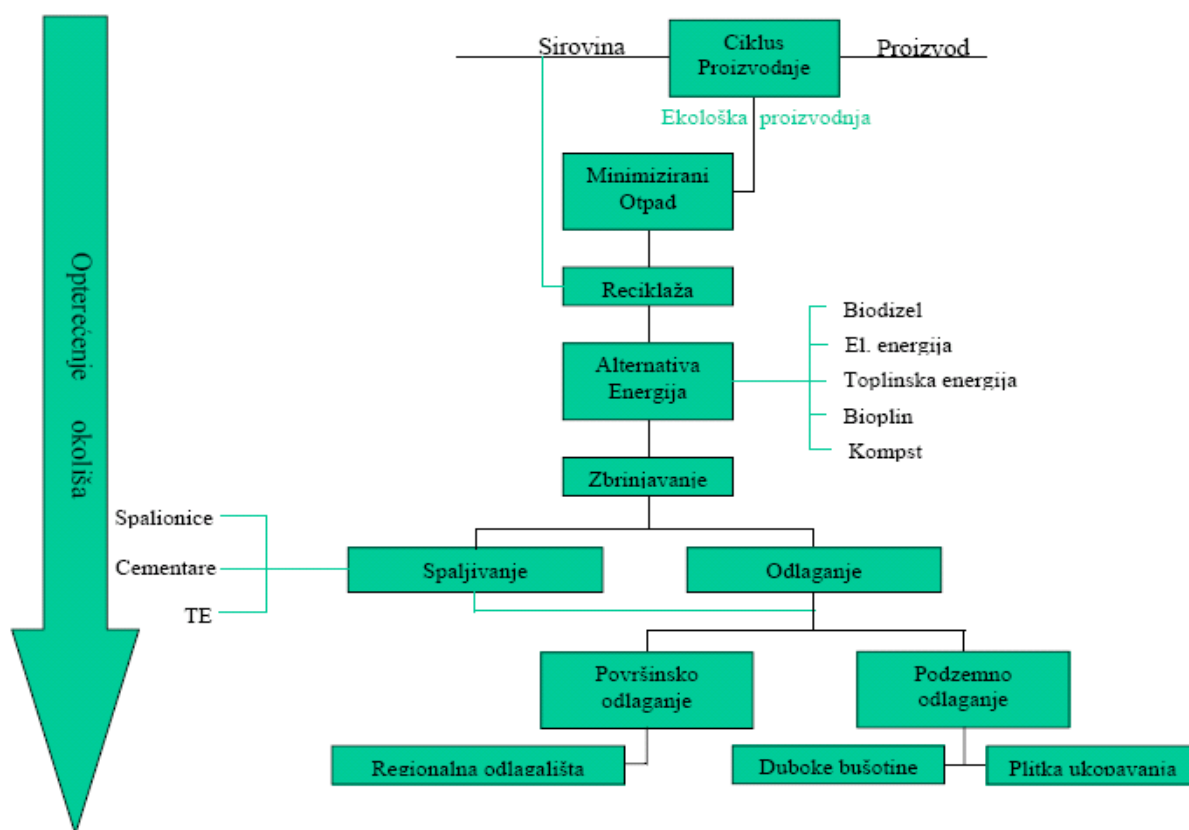 Sirovina
Ciklus
Proizvodnje
Proizvod
Ekološka proizvodnja
Minimizirani
Otpad
Reciklaža
Alternativa
Energija
Biodizel
El. energija
Toplinska energija
Bioplin
Kompst
Zbrinjavanje
Spalionice
Cementare
TE
Spaljivanje
Odlaganje
Površinsko
odlaganje
Podzemno
odlaganje
Regionalna odlagališta
Duboke bušotine
Plitka ukopavanja
Opterećenje okoliša